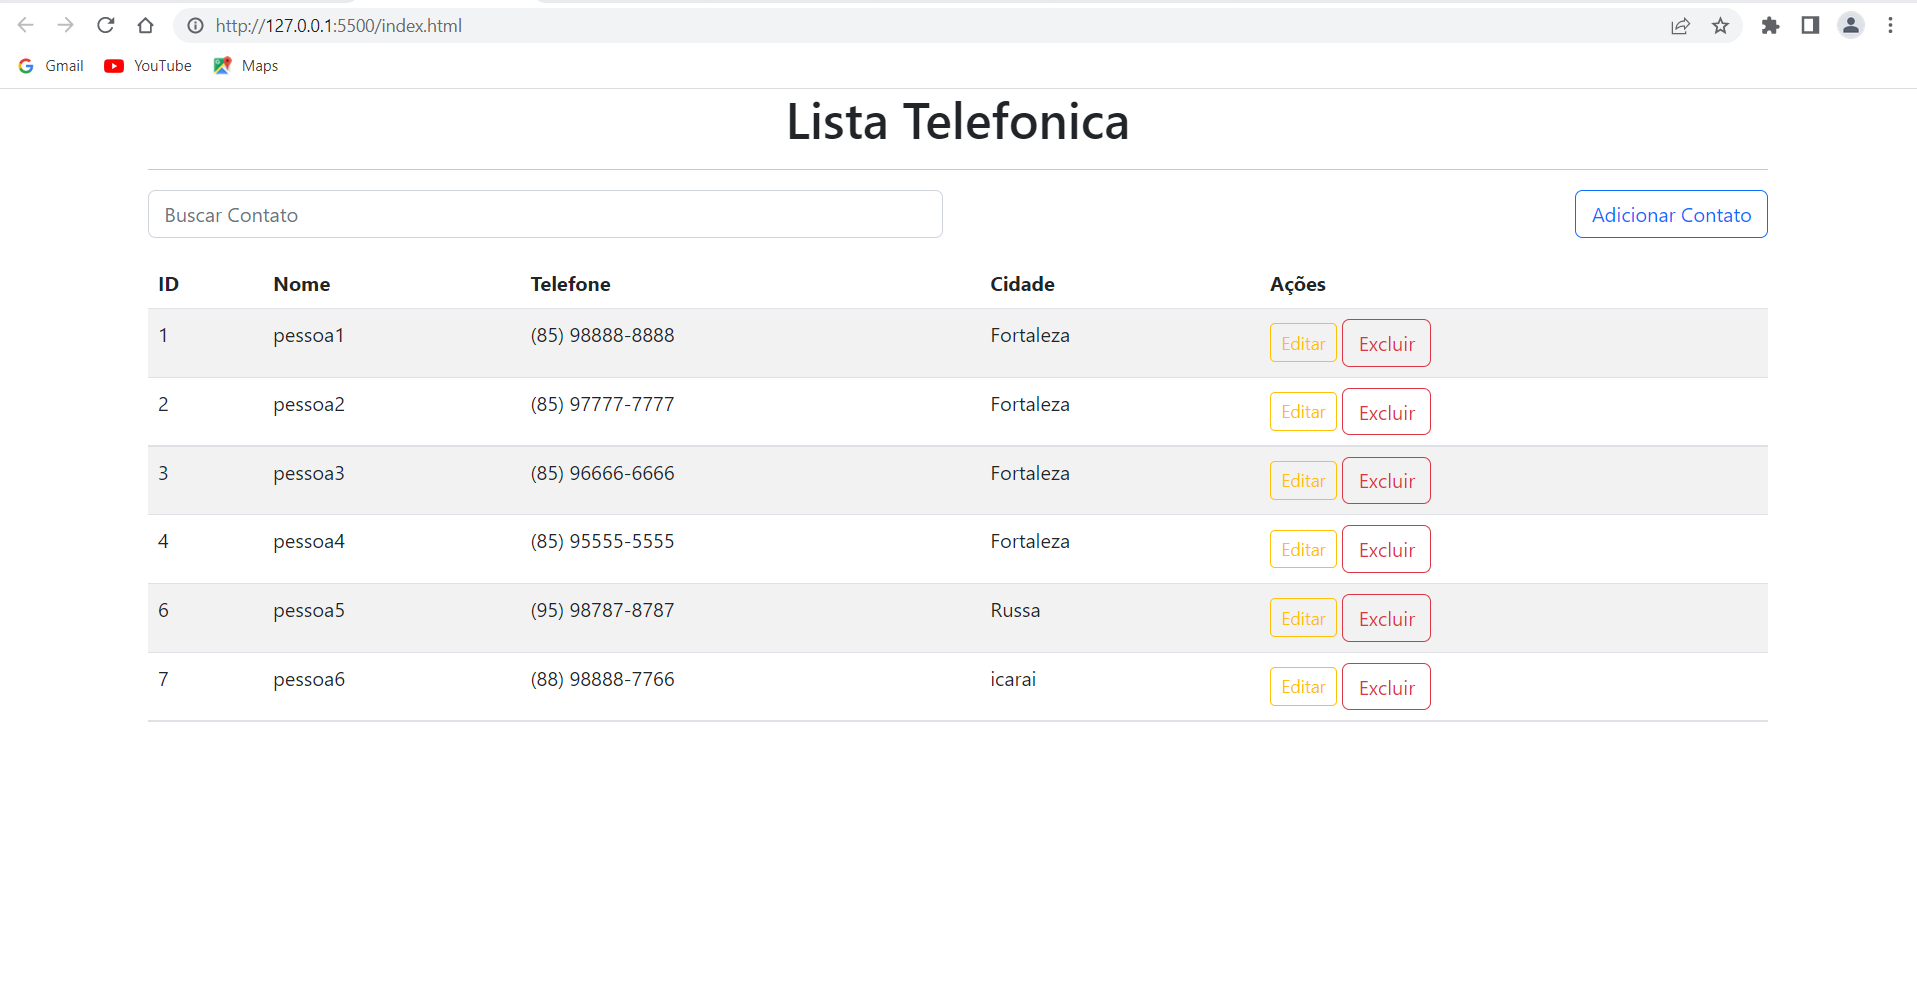 http://127.0.0.1:5500/index.html
Gmail YouTube Maps
Lista Telefonica
Buscar Contato Adicionar Contato
ID Nome Telefone Cidade Ações
1 pessoa1 (85) 98888-8888 Fortaleza Editar Excluir
2 pessoa2 (85) 97777-7777 Fortaleza Editar Excluir
3 pessoa3 (85) 96666-6666 Fortaleza Editar Excluir
4 pessoa4 (85) 95555-5555 Fortaleza Editar Excluir
6 pessoa5 (95) 98787-8787 Russa Editar Excluir
7 pessoa6 (88) 98888-7766 icarai Editar Excluir